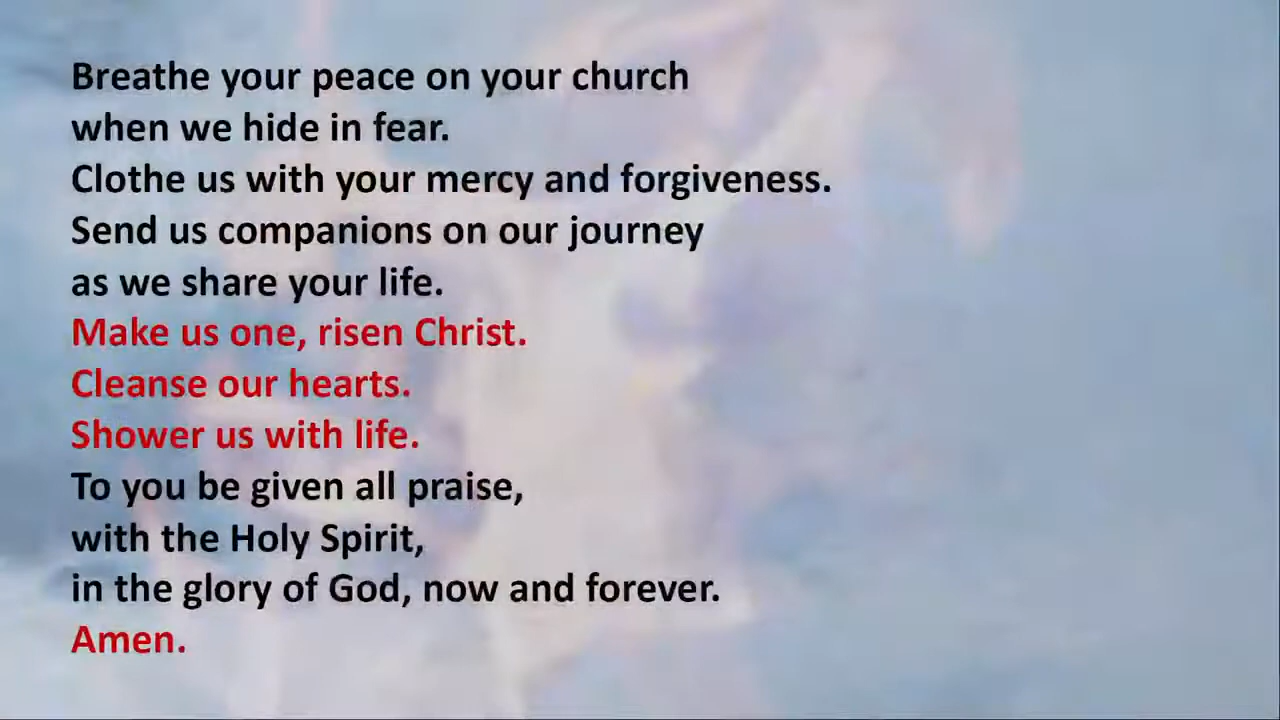 Breathe your peace on your church
when we hide in fear.
Clothe us with your mercy and forgiveness.
Send us companions on our journey
as we share your life.
Make us one, risen Christ.
Cleanse our hearts.
Shower us with life.
To you be given all praise,
with the Holy Spirit,
in the glory of God, now and forever.
Amen.